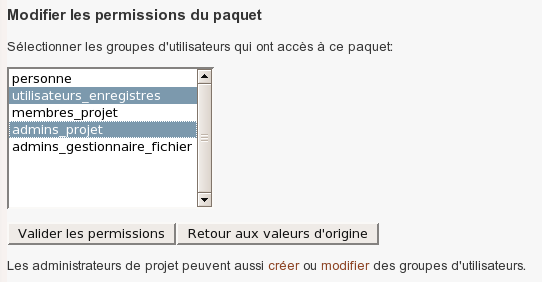 Modifier les permissions du paquet
Sélectionner les groupes d'utilisateurs qui ont accès à ce paquet:
personne
utilisateurs_enregistres
membres_projet
admins_projet
admins_gestionnaire_fichier
Valider les permissions Retour aux valeurs d'origine
Les administrateurs de projet peuvent aussi créer ou modifier des groupes d'utilisateurs.